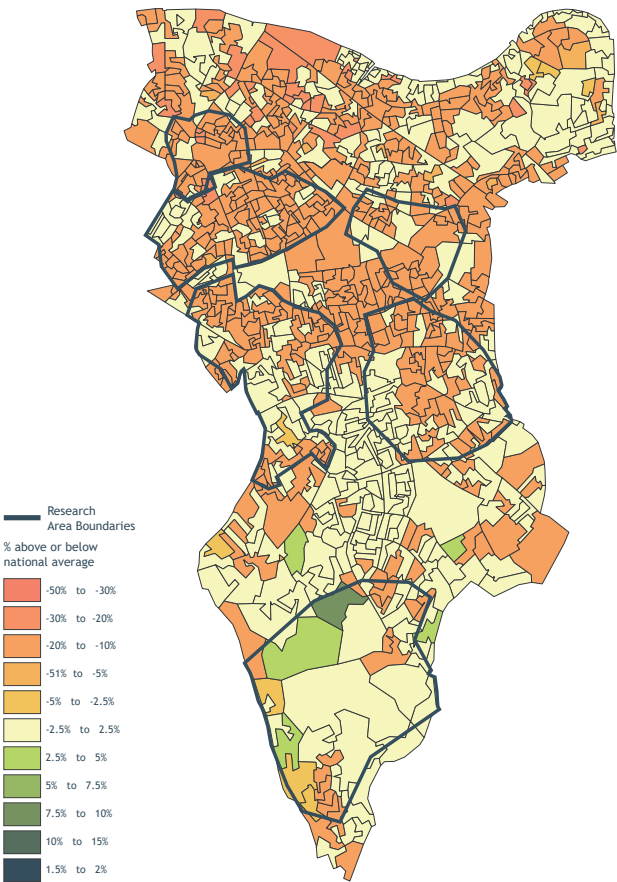 Research
Area Boundaries
% above or below
national average
-50% to -30%
-30% to -20%
-20% to -10%
-51% to -5%
-5% to -2.5%
-2.5% to 2.5%
2.5% to 5%
5% to 7.5%
7.5% to 10%
10% to 15%
1.5% to 2%